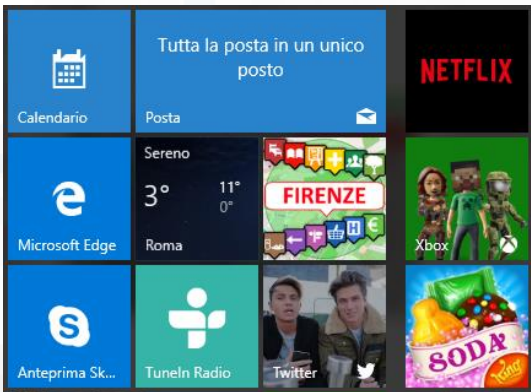 Tutta la posta in un unico
posto
Calendario
Posta
NETFLIX
Microsoft Edge
Sereno
3°
11°
0°
Roma
FIRENZE
Xbox
Anteprima Sk...
TuneIn Radio
Twitter
SODA
King